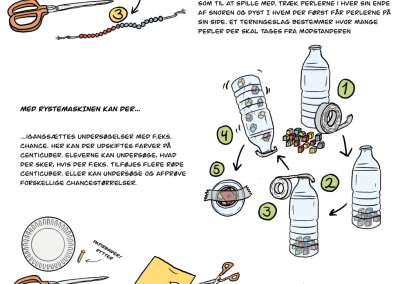 SOM TIL AT SPILLE MED. TRÆK PERLERNE I HVER SIN ENDE
AF SNOREN OG DYST I HVEM DER FØRST FÅR PERLERNE PÅ
SIN SIDE. ET TERNINGESLAG BESTEMMER HVOR MANGE
PERLER DER SKAL TAGES FRA MODSTANDEREN
3
MED RYSTEMASKINEN KAN DER...
...IGANGSÆTTES UNDERSØGELSER MED F.EKS.
CHANCE. HER KAN DER UDSKIFTES FARVER PÅ
CENTICUBER. ELEVERNE KAN UNDERSØGE, HVAD
DER SKER, HVIS DER F.EKS. TILFØJES FLERE RØDE
CENTICUBER. ELLER KAN UNDERSØGE OG AFPRØVE
FORSKELLIGE CHANCESTØRRELSER.
1
4
5
2
3
PAPIRBINDER/
RYTTER